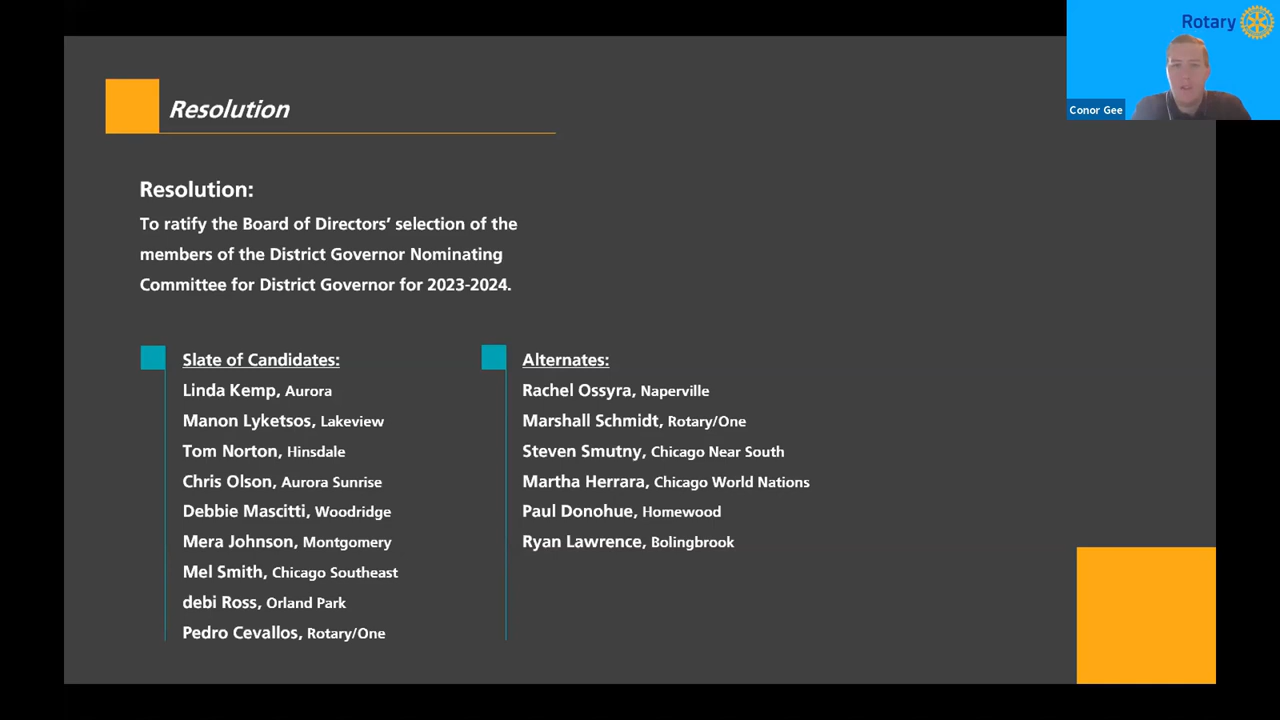 Rotary
Conor Gee
Resolution
Resolution:
To ratify the Board of Directors’ selection of the
members of the District Governor Nominating
Committee for District Governor for 2023-2024.
Slate of Candidates:
Linda Kemp, Aurora
Manon Lyketsos, Lakeview
Tom Norton, Hinsdale
Chris Olson, Aurora Sunrise
Debbie Mascitti, Woodridge
Mera Johnson, Montgomery
Mel Smith, Chicago Southeast
debi Ross, Orland Park
Pedro Cevallos, Rotary/One
Alternates:
Rachel Ossyra, Naperville
Marshall Schmidt, Rotary/One
Steven Smutny, Chicago Near South
Martha Herrara, Chicago World Nations
Paul Donohue, Homewood
Ryan Lawrence, Bolingbrook